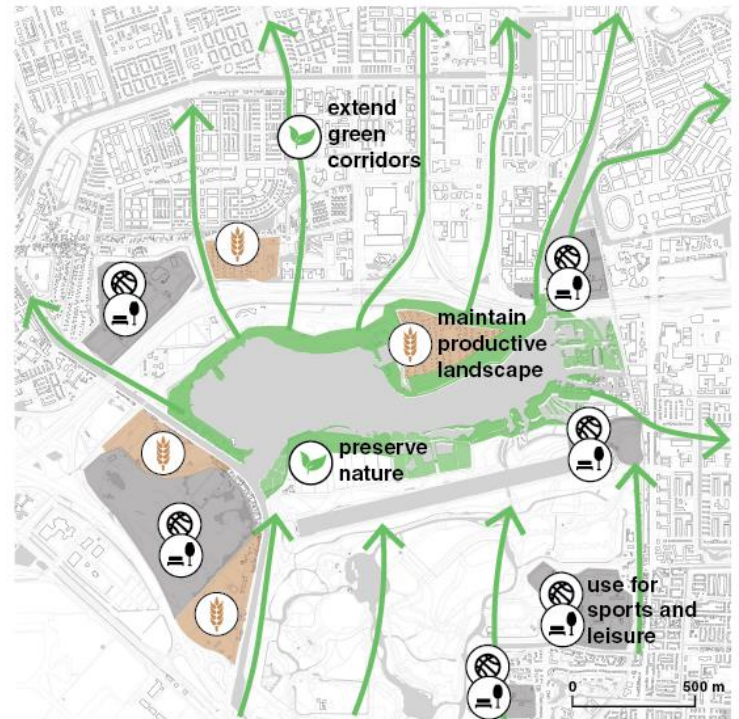 extend
green
corridors
maintain
productive
landscape
preserve
nature
use for
sports and
leisure
0 500 m